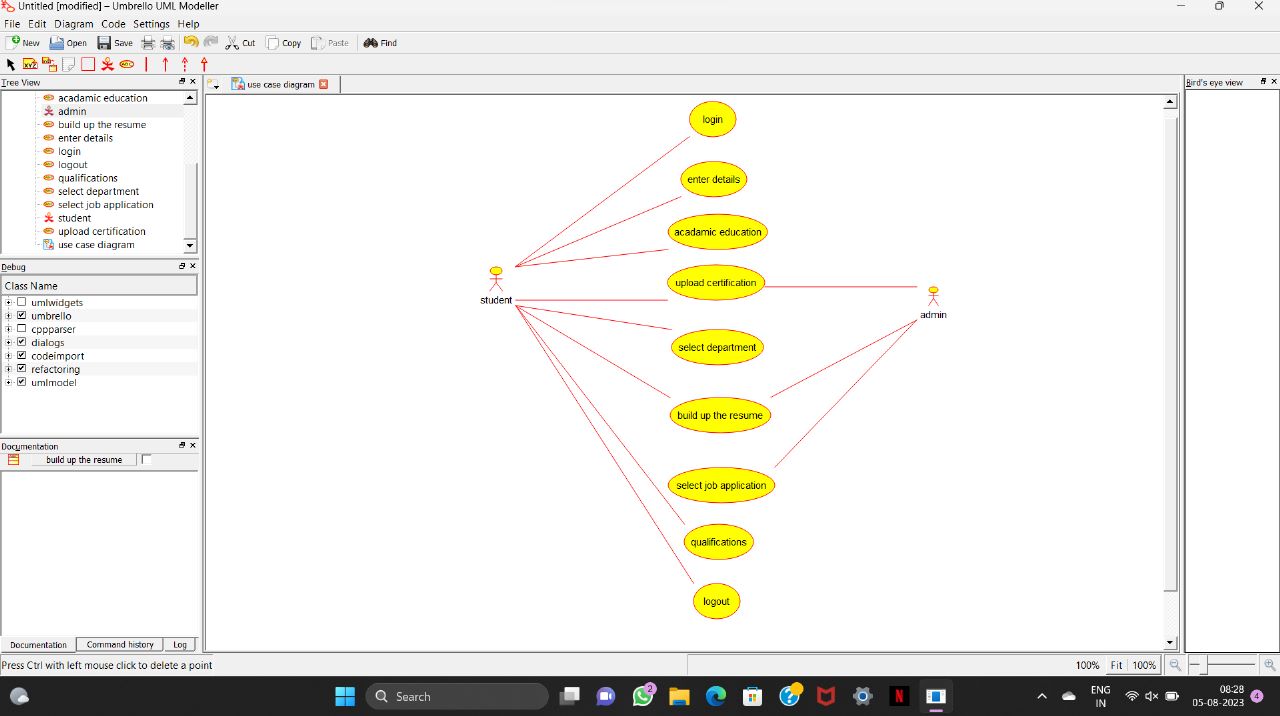 Untitled [modified] – Umbrello UML Modeller
File Edit Diagram Code Settings Help
New Open Save Cut Copy Paste Find
Tree View
use case diagram
Bird's eye view
acadamic education
admin
build up the resume
enter details
login
logout
qualifications
select department
select job application
student
upload certification
use case diagram
Debug
Class Name
umlwidgets
umbrello
cppparser
dialogs
codeimport
refactoring
umlmodel
Documentation
build up the resume
Documentation Command history Log
login
enter details
acadamic education
upload certification
student
admin
select department
build up the resume
select job application
qualifications
logout
Press Ctrl with left mouse click to delete a point
100% Fit 100%
Search
2
ENG
IN
08:28
05-08-2023
4